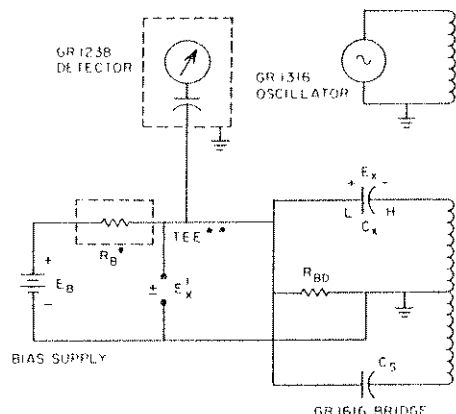 GR 1238
DETECTOR
GR 1316
OSCILLATOR
Ex
+ -
L H
Cx
TEE • •
RB •
+
EB
-
±
E'x
RBD
BIAS SUPPLY
CS
GR 1616 BRIDGE